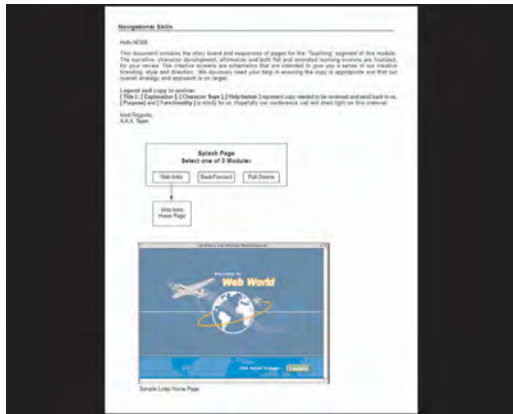 Navigational Skills
Hello NCSB
This document contains the story board and sequences of pages for the "Teaching" segment of this module.
The narrative, character development, affirmation and both flat and animated learning screens are finalized,
for your review. The creative screens are schematics that are intended to give you a sense of our creative
branding, style and direction. We obviously need your help in ensuring the copy is appropriate and that our
overall strategy and approach is on target.
Legend and copy to review:
[ Title ] ; [ Explanation ]; [ Character Says ]; [ Help button ] represent copy needed to be reviewed and send back to us,
[ Purpose] and [ Functionality ] is strictly for us. Hopefully our conference call will shed light on this material.
Kind Regards,
Team
Splash Page
Select one of 3 Modules
Web links
Back/Forward
Pull Downs
Web links
Home Page
Welcome to
Web World
Sample Links Home Page